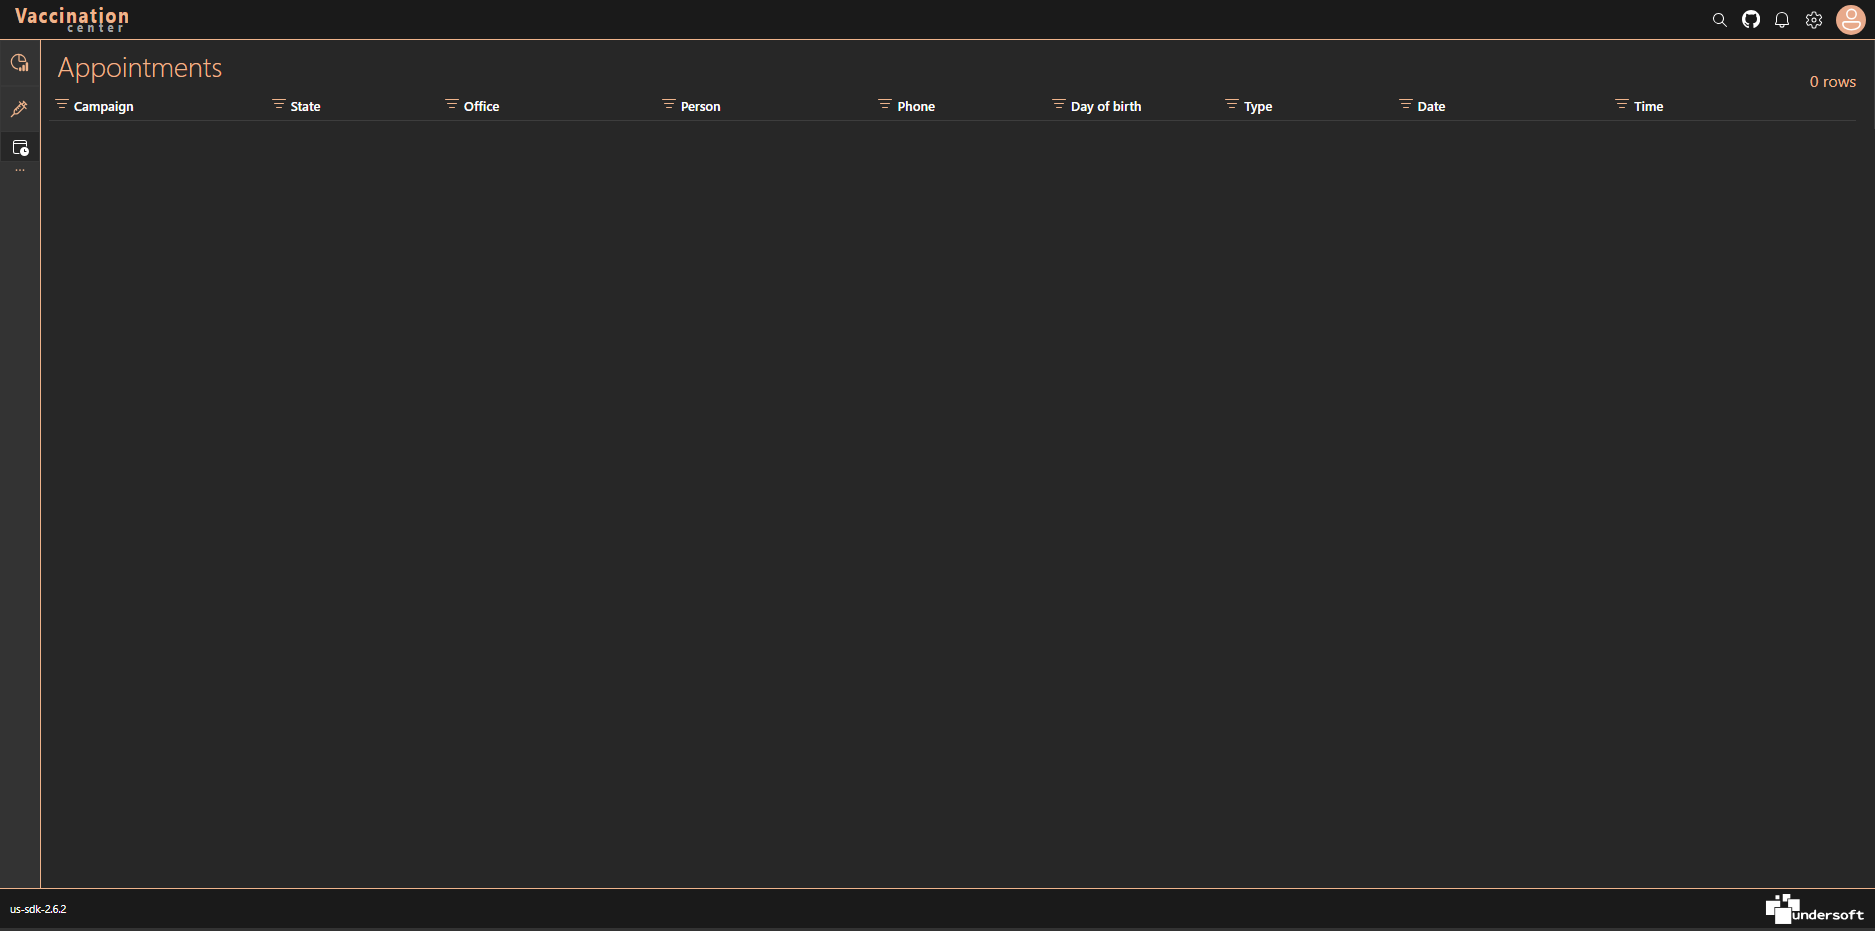 Vaccination
center
Appointments
0 rows
Campaign State Office Person Phone Day of birth Type Date Time
...
us-sdk-2.6.2
undersoft